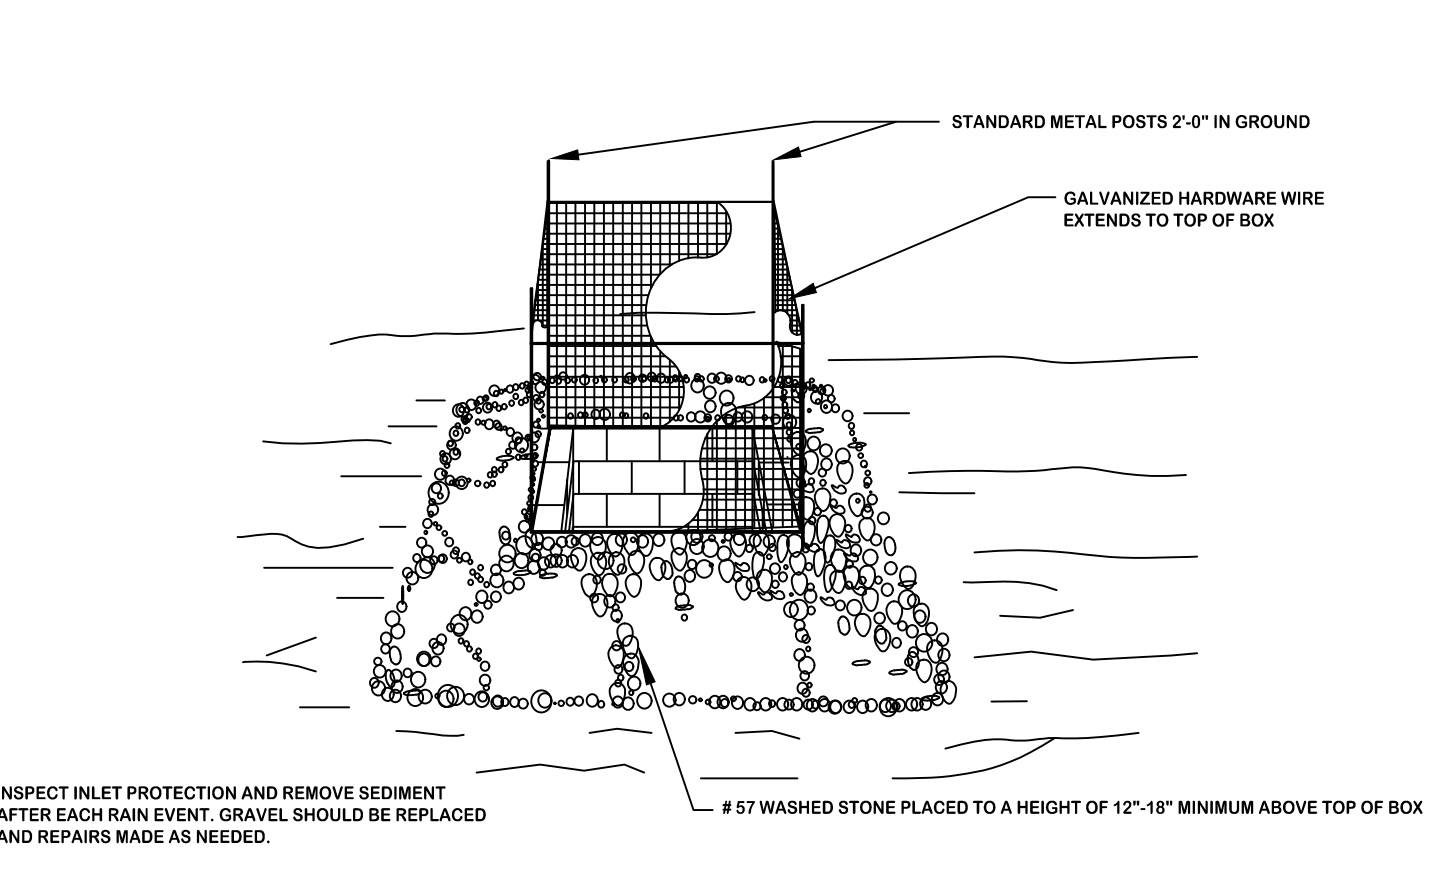 STANDARD METAL POSTS 2'-0" IN GROUND
GALVANIZED HARDWARE WIRE
EXTENDS TO TOP OF BOX
NSPECT INLET PROTECTION AND REMOVE SEDIMENT
AFTER EACH RAIN EVENT. GRAVEL SHOULD BE REPLACED
AND REPAIRS MADE AS NEEDED.
# 57 WASHED STONE PLACED TO A HEIGHT OF 12"-18" MINIMUM ABOVE TOP OF BOX